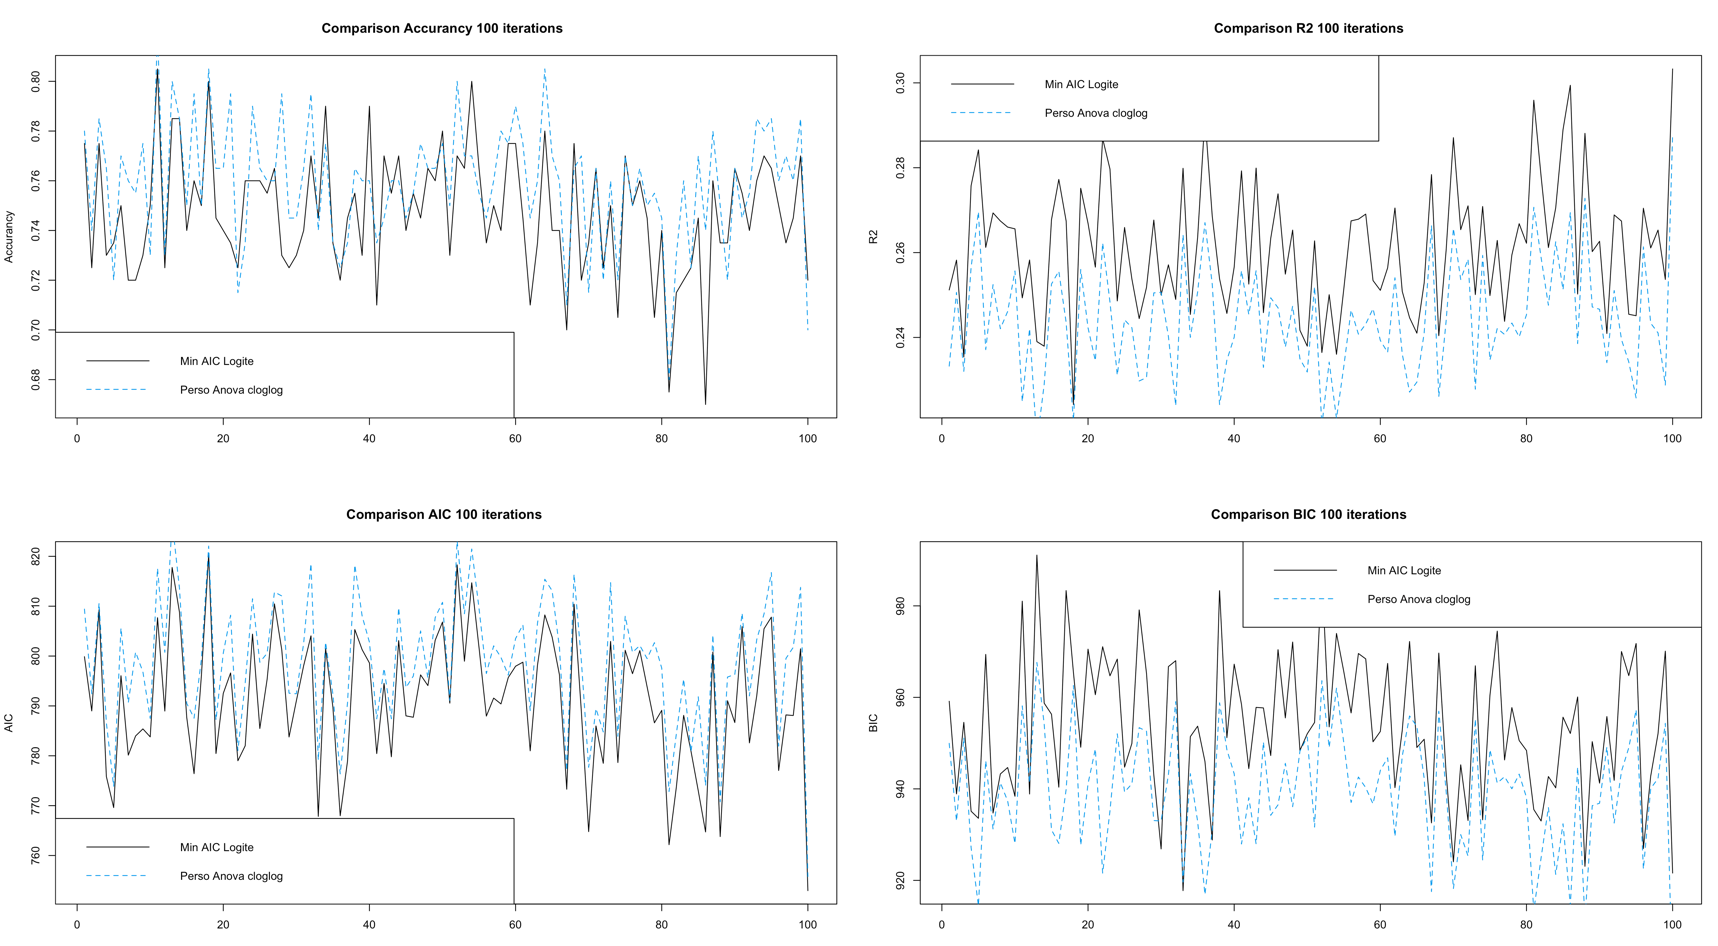 Comparison Accurancy 100 iterations
Accurancy
0.80
0.78
0.76
0.74
0.72
0.70
0.68
Min AIC Logite
Perso Anova cloglog
0 20 40 60 80 100
Comparison R2 100 iterations
R2
0.30
0.28
0.26
0.24
Min AIC Logite
Perso Anova cloglog
0 20 40 60 80 100
Comparison AIC 100 iterations
AIC
820
810
800
790
780
770
760
Min AIC Logite
Perso Anova cloglog
0 20 40 60 80 100
Comparison BIC 100 iterations
BIC
980
960
940
920
Min AIC Logite
Perso Anova cloglog
0 20 40 60 80 100